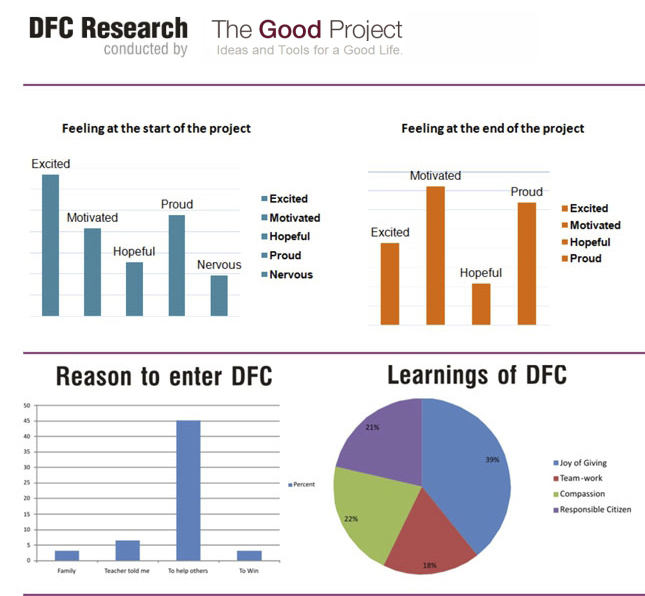 DFC Research
conducted by
The Good Project
Ideas and Tools for a Good Life.
Feeling at the start of the project
Excited
Motivated
Hopeful
Proud
Nervous
Excited
Motivated
Hopeful
Proud
Nervous
Feeling at the end of the project
Excited
Motivated
Hopeful
Proud
Excited
Motivated
Hopeful
Proud
Reason to enter DFC
50
45
40
35
30
25
20
15
10
5
0
Family
Teacher told me
To help others
To Win
Percent
Learnings of DFC
39%
18%
22%
21%
Joy of Giving
Team-work
Compassion
Responsible Citizen